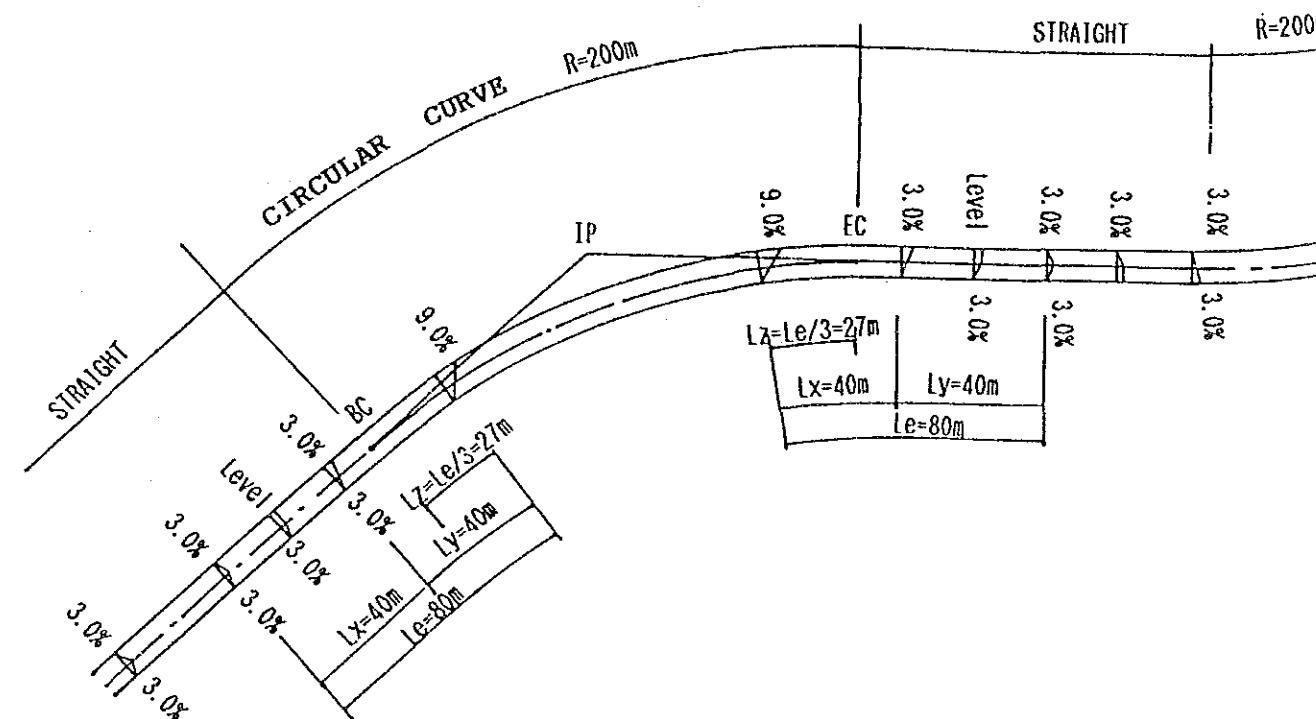 STRAIGHT
CIRCULAR CURVE R=200m
STRAIGHT
R=200
IP
EC
BC
9.0%
3.0%
Level
3.0%
3.0%
3.0%
3.0%
3.0%
3.0%
Lz=Le/3=27m
Lx=40m
Ly=40m
Le=80m
9.0%
3.0%
Level
3.0%
3.0%
3.0%
3.0%
3.0%
3.0%
Lz=Le/3=27m
Ly=40m
Lx=40m
Le=80m